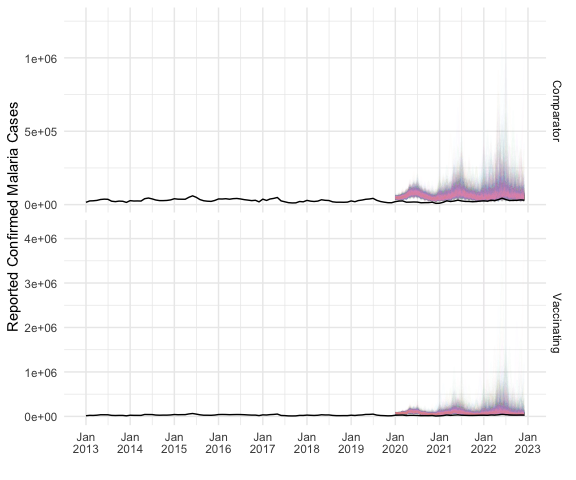 Reported Confirmed Malaria Cases
1e+06
5e+05
0e+00
Comparator
4e+06
3e+06
2e+06
1e+06
0e+00
Vaccinating
Jan 2013
Jan 2014
Jan 2015
Jan 2016
Jan 2017
Jan 2018
Jan 2019
Jan 2020
Jan 2021
Jan 2022
Jan 2023